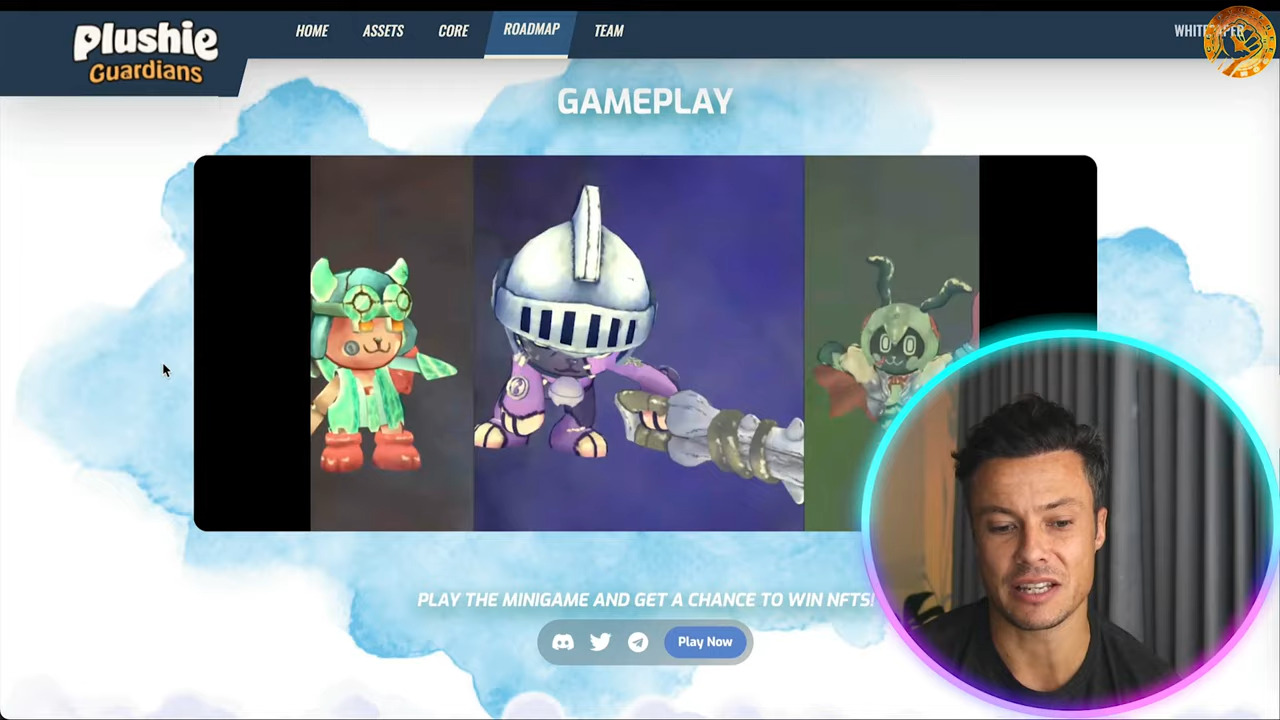 Plushie
Guardians
HOME
ASSETS
CORE
ROADMAP
TEAM
WHITEPAPER
GAMEPLAY
PLAY THE MINIGAME AND GET A CHANCE TO WIN NFTS!
Play Now